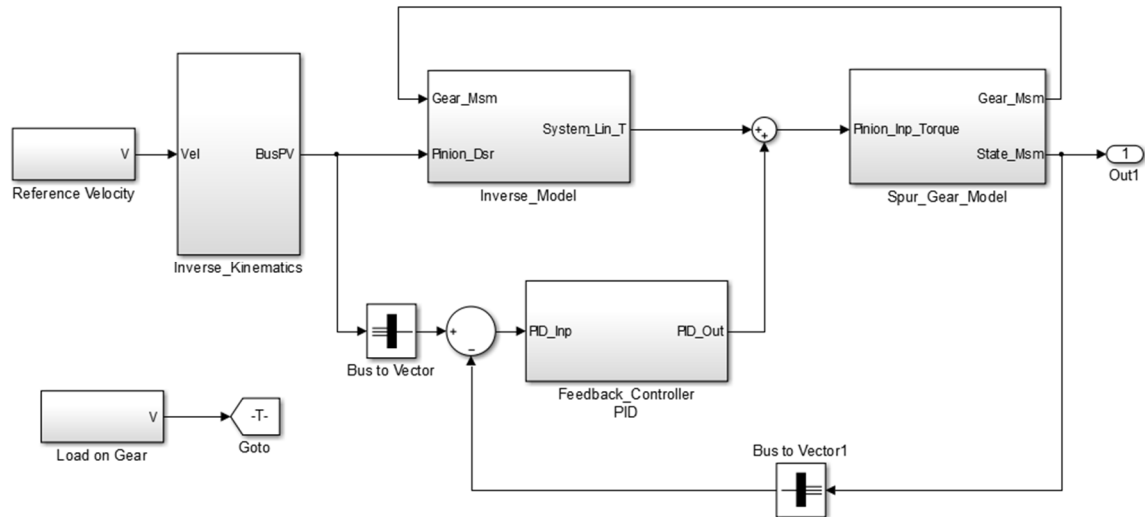 Gear_Msm
Pinion_Dsr
System_Lin_T
Inverse_Model
Pinion_Inp_Torque
Gear_Msm
State_Msm
Spur_Gear_Model
1
Out1
V
Reference Velocity
Vel
BusPV
Inverse_Kinematics
Bus to Vector
PID_Inp
PID_Out
Feedback_Controller
PID
V
Load on Gear
-T-
Goto
Bus to Vector1